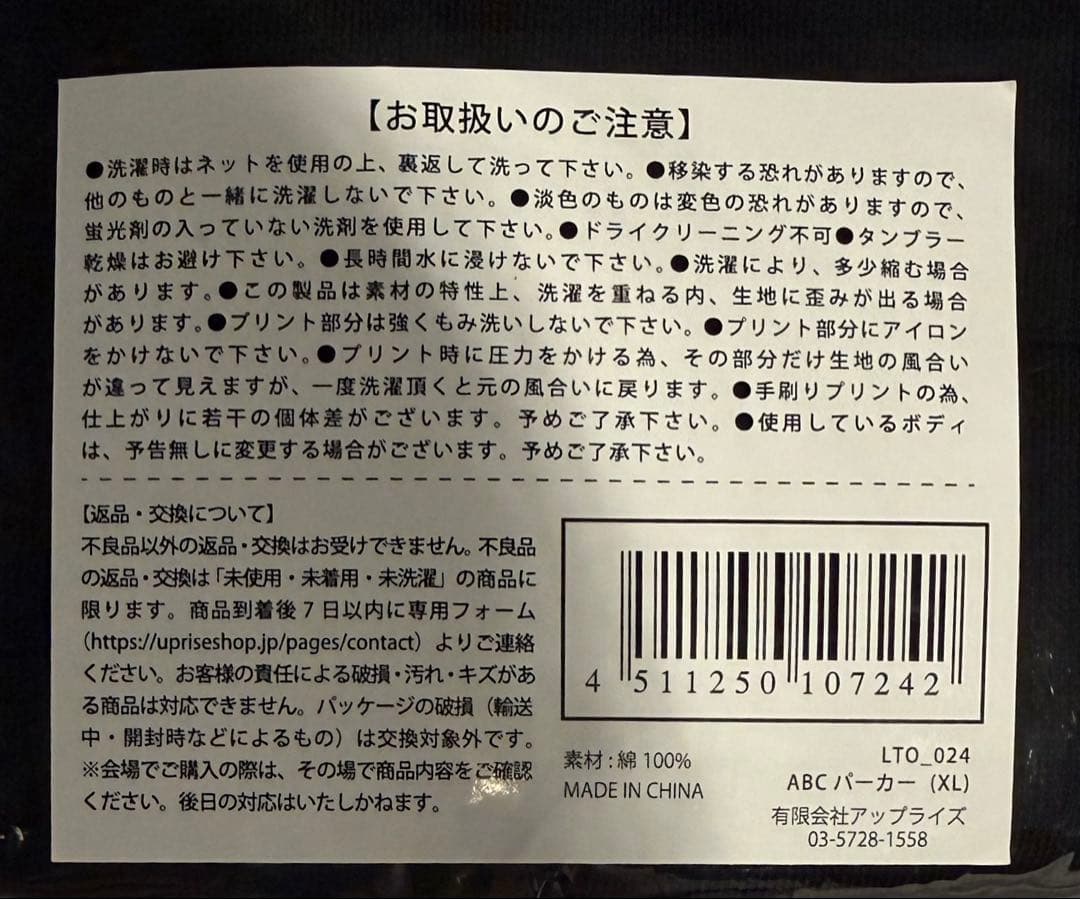 【お取扱いのご注意】
●洗濯時はネットを使用の上、裏返して洗って下さい。●移染する恐れがありますので、
他のものと一緒に洗濯しないで下さい。●淡色のものは変色の恐れがありますので、
蛍光剤の入っていない洗剤を使用して下さい。●ドライクリーニング不可●タンブラー
乾燥はお避け下さい。●長時間水に浸けないで下さい。●洗濯により、多少縮む場合
があります。●この製品は素材の特性上、洗濯を重ねる内、生地に歪みが出る場合
があります。●プリント部分は強くもみ洗いしないで下さい。●プリント部分にアイロン
をかけないで下さい。●プリント時に圧力をかける為、その部分だけ生地の風合い
が違って見えますが、一度洗濯頂くと元の風合いに戻ります。●手刷りプリントの為、
仕上がりに若干の個体差がございます。予めご了承下さい。●使用しているボディ
は、予告無しに変更する場合がございます。予めご了承下さい。
【返品・交換について】
不良品以外の返品・交換はお受けできません。不良品
の返品・交換は「未使用・未着用・未洗濯」の商品に
限ります。商品到着後7日以内に専用フォーム
（https://upriseshop.jp/pages/contact）よりご連絡
ください。お客様の責任による破損・汚れ・キズがあ
る商品は対応できません。パッケージの破損（輸送
中・開封時などによるもの）は交換対象外です。
※会場でご購入の際は、その場で商品内容をご確認
ください。後日の対応はいたしかねます。
4 511250 107242
素材：綿100%
MADE IN CHINA
LTO_024
ABCパーカー（XL）
有限会社アップライズ
03-5728-1558